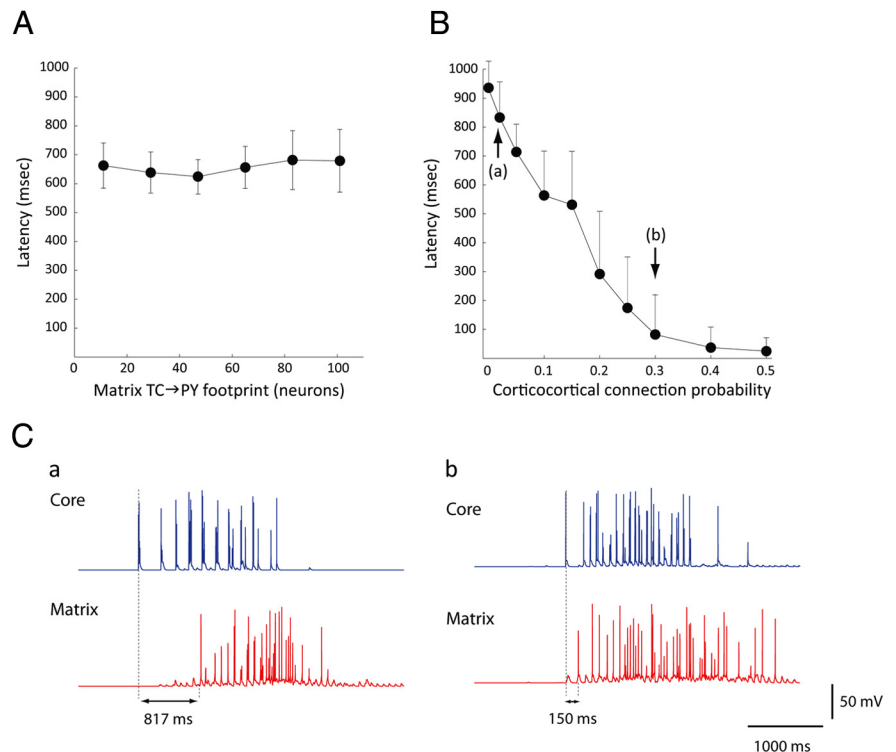 A
B
1000
900
800
700
600
500
400
300
200
100
0 20 40 60 80 100
Latency (msec)
Matrix TC→PY footprint (neurons)
1000
900
800
700
600
500
400
300
200
100
0 0.1 0.2 0.3 0.4 0.5
Latency (msec)
Corticocortical connection probability
(a)
(b)
C
a
Core
Matrix
817 ms
b
Core
Matrix
150 ms
50 mV
1000 ms